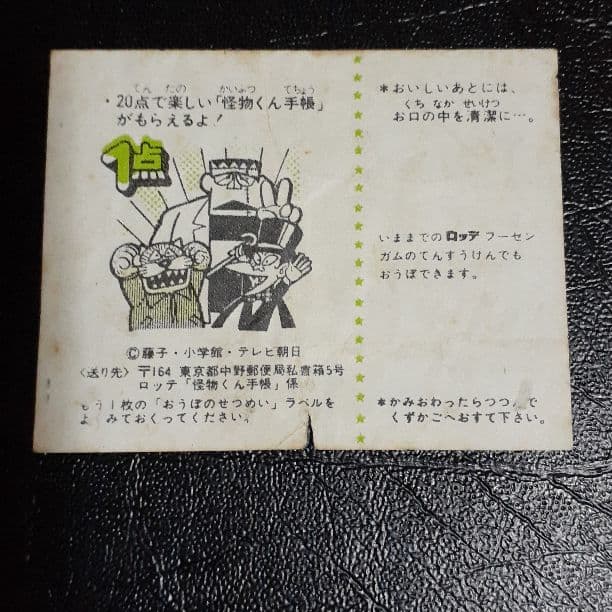 てん たの かいぶつ てちょう
・20点で楽しい「怪物くん手帳」
がもらえるよ!
1点
©藤子・小学館・テレビ朝日
〈送り先〉〒164 東京都中野郵便局私書箱5号
ロッテ「怪物くん手帳」係
もう1枚の「おうぼのせつめい」ラベルを
よ みておくってください。
*おいしいあとには、
くち なか せいけつ
お口の中を清潔に…。
いままでのロッテフーセン
ガムのてんすうけんでも
おうぼできます。
*かみおわったらつつ で
くずかごへおすて下さい。